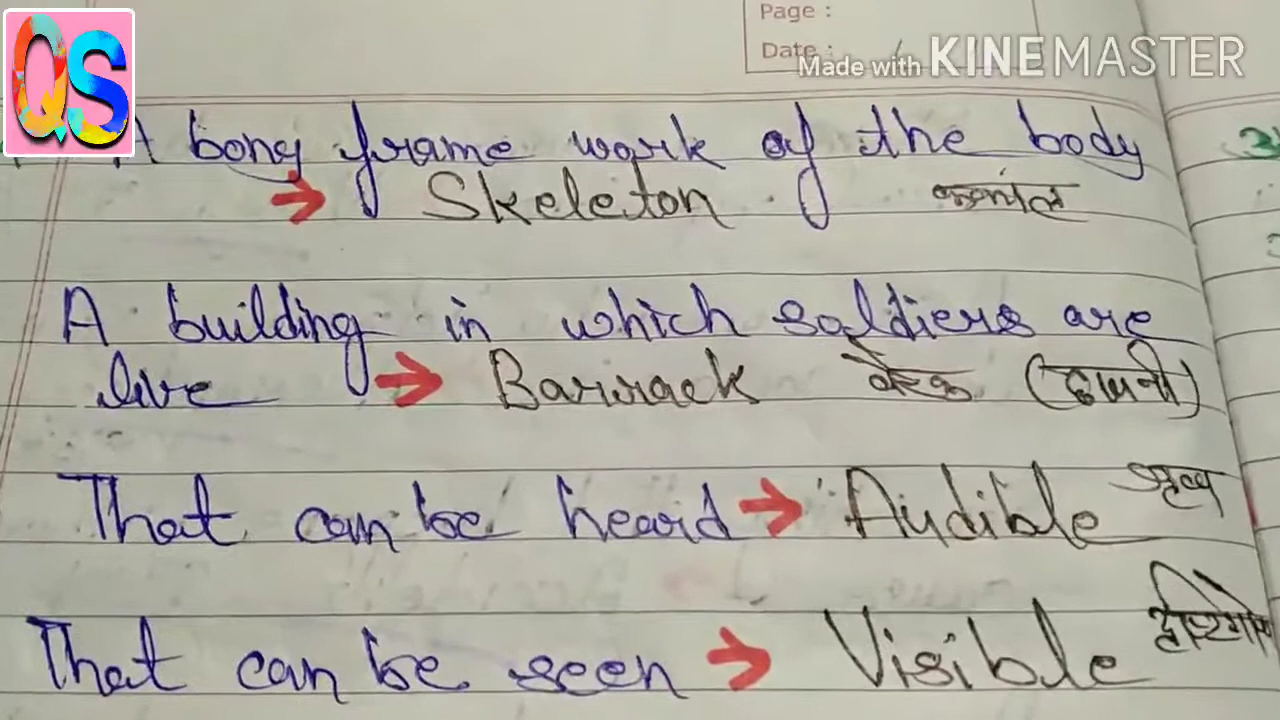 QS
Page :
Date :
Made with KINEMASTER
A bony frame work of the body
→ Skeleton. कंकाल
A building in which soldiers are
live → Barrack बैरक (छावनी)
That can be heard → Audible श्रव्य
That can be seen → Visible